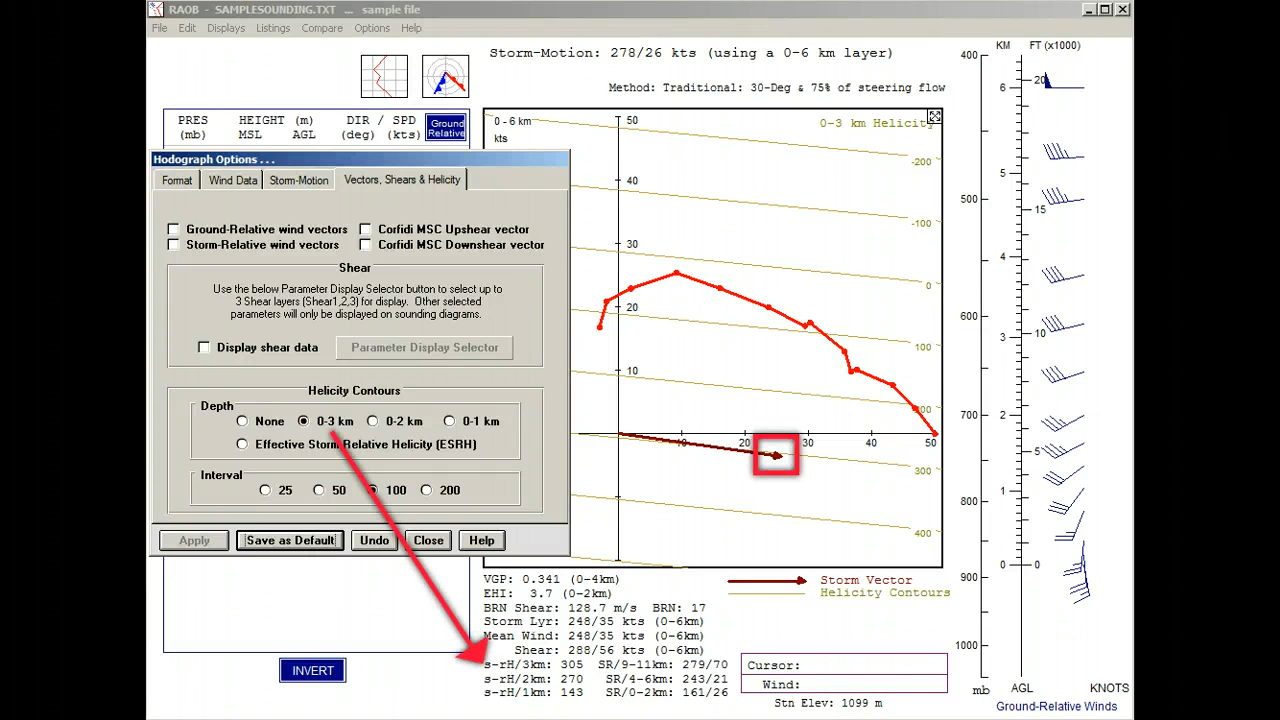 RAOB - SAMPLESOUNDING.TXT ... sample file
File Edit Displays Listings Compare Options Help
Storm-Motion: 278/26 kts (using a 0-6 km layer)
Method: Traditional: 30-Deg & 75% of steering flow
PRES HEIGHT (m) DIR / SPD
(mb) MSL AGL (deg) (kts)
Ground
Relative
Hodograph Options . . .
Format Wind Data Storm-Motion Vectors, Shears & Helicity
Ground-Relative wind vectors Corfidi MSC Upshear vector
Storm-Relative wind vectors Corfidi MSC Downshear vector
Shear
Use the below Parameter Display Selector button to select up to
3 Shear layers (Shear1,2,3) for display. Other selected
parameters will only be displayed on sounding diagrams.
Display shear data Parameter Display Selector
Helicity Contours
Depth
None 0-3 km 0-2 km 0-1 km
Effective Storm Relative Helicity (ESRH)
Interval
25 50 100 200
Apply Save as Default Undo Close Help
INVERT
0 - 6 km
kts
0-3 km Helicity
50
40
30
20
10
10 20 30 40 50
-200
-100
0
100
300
400
VGP: 0.341 (0-4km)
EHI: 3.7 (0-2km)
BRN Shear: 128.7 m/s BRN: 17
Storm Lyr: 248/35 kts (0-6km)
Mean Wind: 248/35 kts (0-6km)
Shear: 288/56 kts (0-6km)
s-rH/3km: 305 SR/9-11km: 279/70
s-rH/2km: 270 SR/4-6km: 243/21
s-rH/1km: 143 SR/0-2km: 161/26
Storm Vector
Helicity Contours
Cursor:
Wind:
Stn Elev: 1099 m
400
500
600
700
800
900
1000
mb
KM FT (x1000)
6
5
4
3
2
1
0
20
15
10
5
0
AGL KNOTS
Ground-Relative Winds